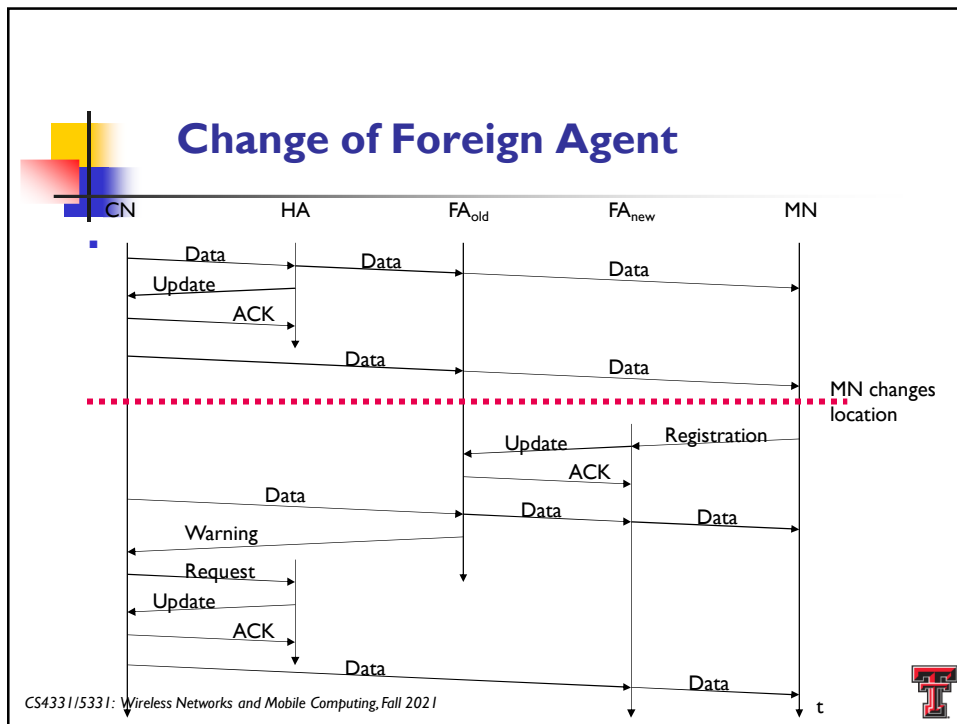 Change of Foreign Agent
CN HA FAold FAnew MN
Data Data Data
Update
ACK
Data Data
MN changes
location
Update Registration
ACK
Data Data Data
Warning
Request
Update
ACK
Data Data
CS4331/5331: Wireless Networks and Mobile Computing, Fall 2021
t